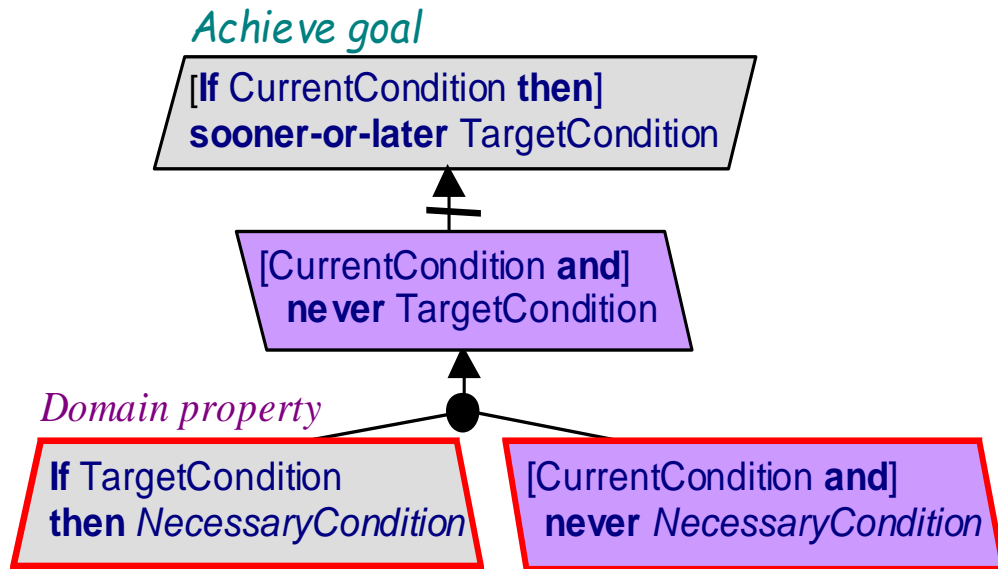 Achieve goal
[If CurrentCondition then]
sooner-or-later TargetCondition
[CurrentCondition and]
never TargetCondition
Domain property
If TargetCondition
then NecessaryCondition
[CurrentCondition and]
never NecessaryCondition